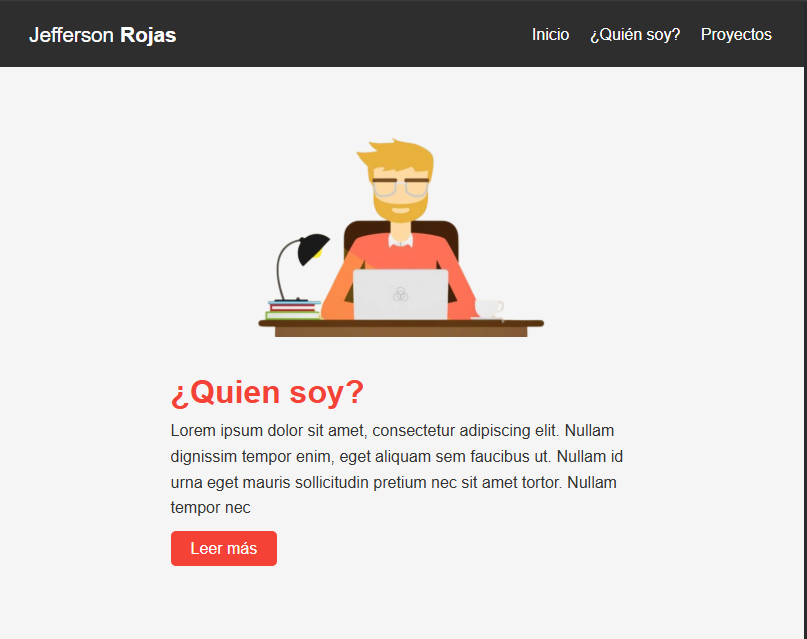 Jefferson Rojas
Inicio ¿Quién soy? Proyectos
¿Quien soy?
Lorem ipsum dolor sit amet, consectetur adipiscing elit. Nullam
dignissim tempor enim, eget aliquam sem faucibus ut. Nullam id
urna eget mauris sollicitudin pretium nec sit amet tortor. Nullam
tempor nec
Leer más